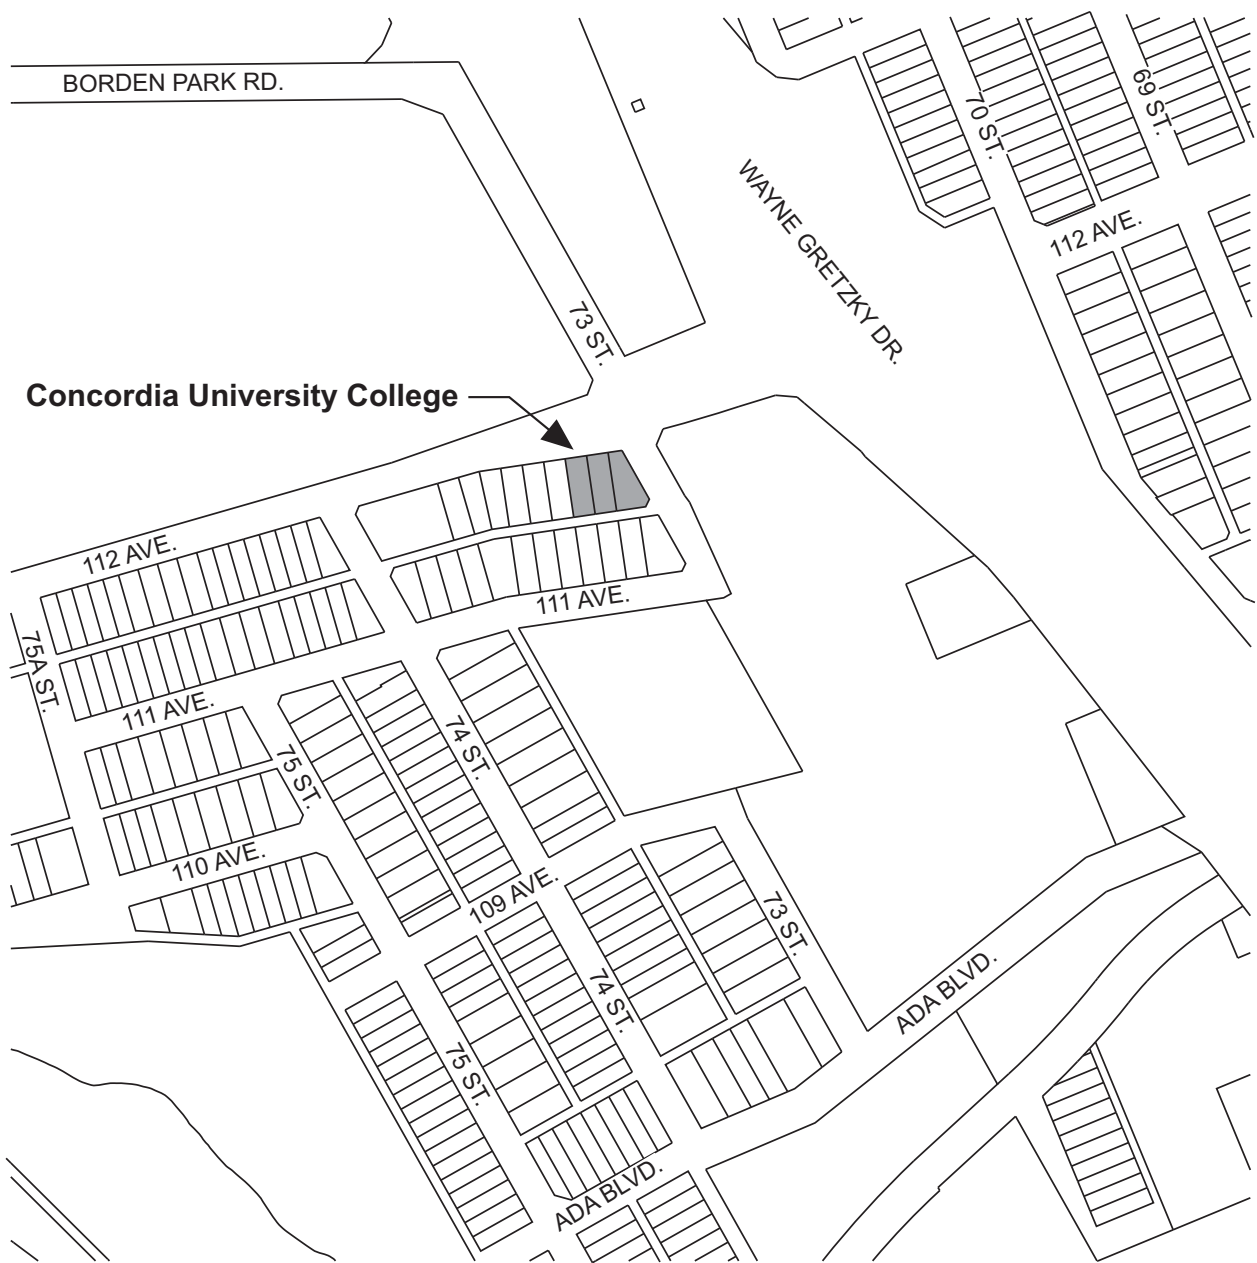 BORDEN PARK RD.
70 ST.
69 ST.
WAYNE GRETZKY DR.
112 AVE.
73 ST.
Concordia University College
112 AVE.
111 AVE.
75A ST.
111 AVE.
74 ST.
75 ST.
110 AVE.
109 AVE.
73 ST.
74 ST.
ADA BLVD.
75 ST.
ADA BLVD.